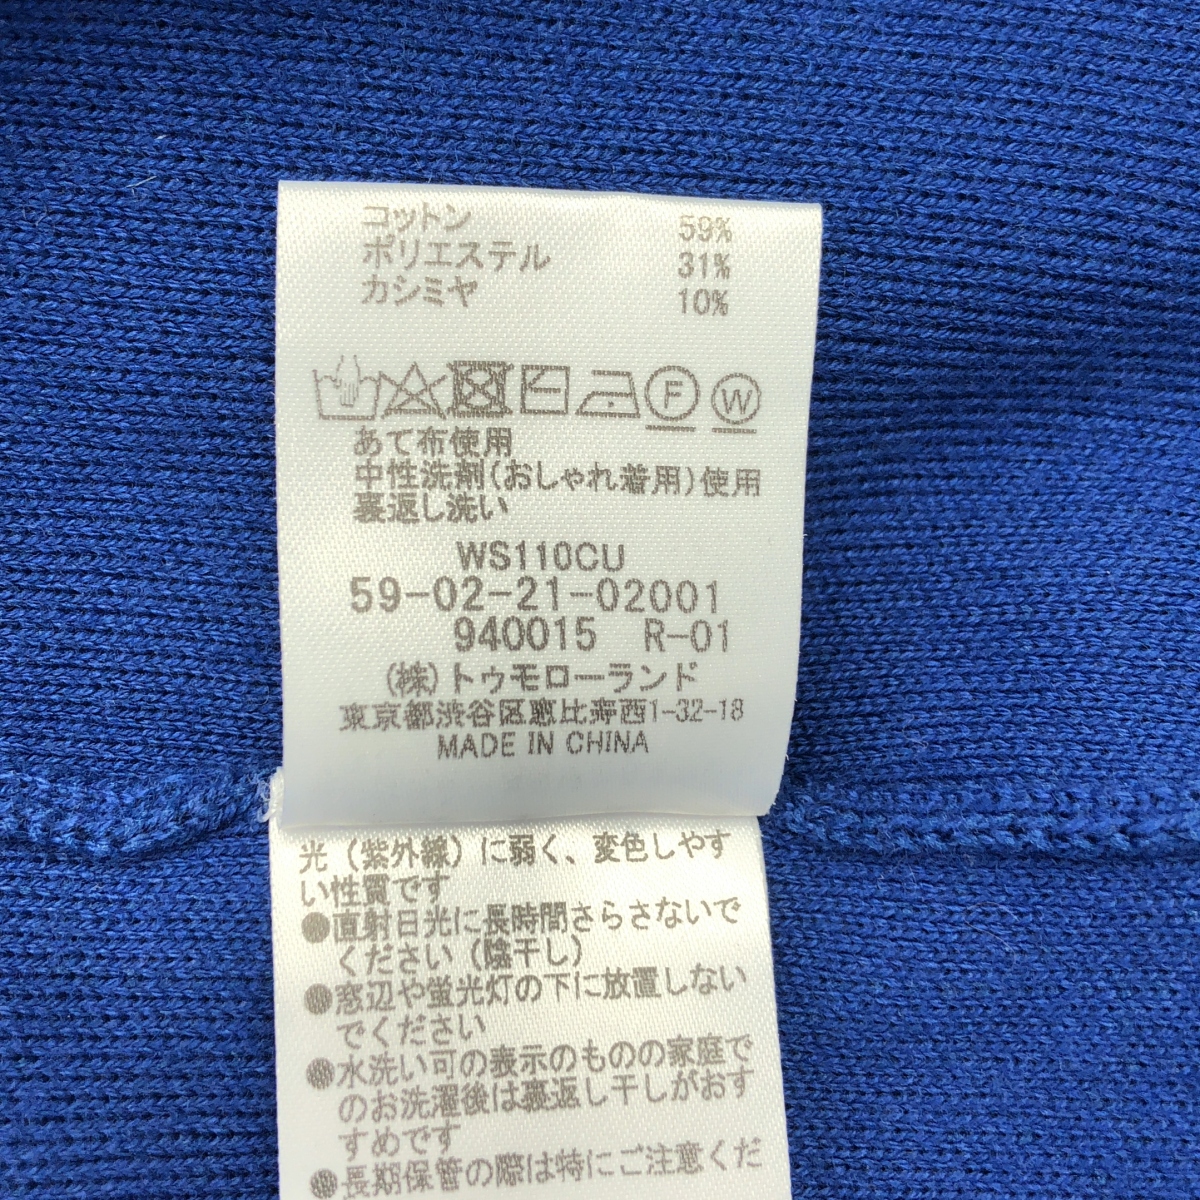 コットン 59%
ポリエステル 31%
カシミヤ 10%
F W
あて布使用
中性洗剤(おしゃれ着用)使用
裏返し洗い
WS110CU
59-02-21-02001
940015 R-01
(株)トゥモローランド
東京都渋谷区恵比寿西1-32-18
MADE IN CHINA
光（紫外線）に弱く、変色しやす
い性質です
●直射日光に長時間さらさないで
ください（陰干し）
●窓辺や蛍光灯の下に放置しない
でください
●水洗い可の表示のものの家庭で
のお洗濯後は裏返し干しがおす
すめです
●長期保管の際は特にご注意くだ